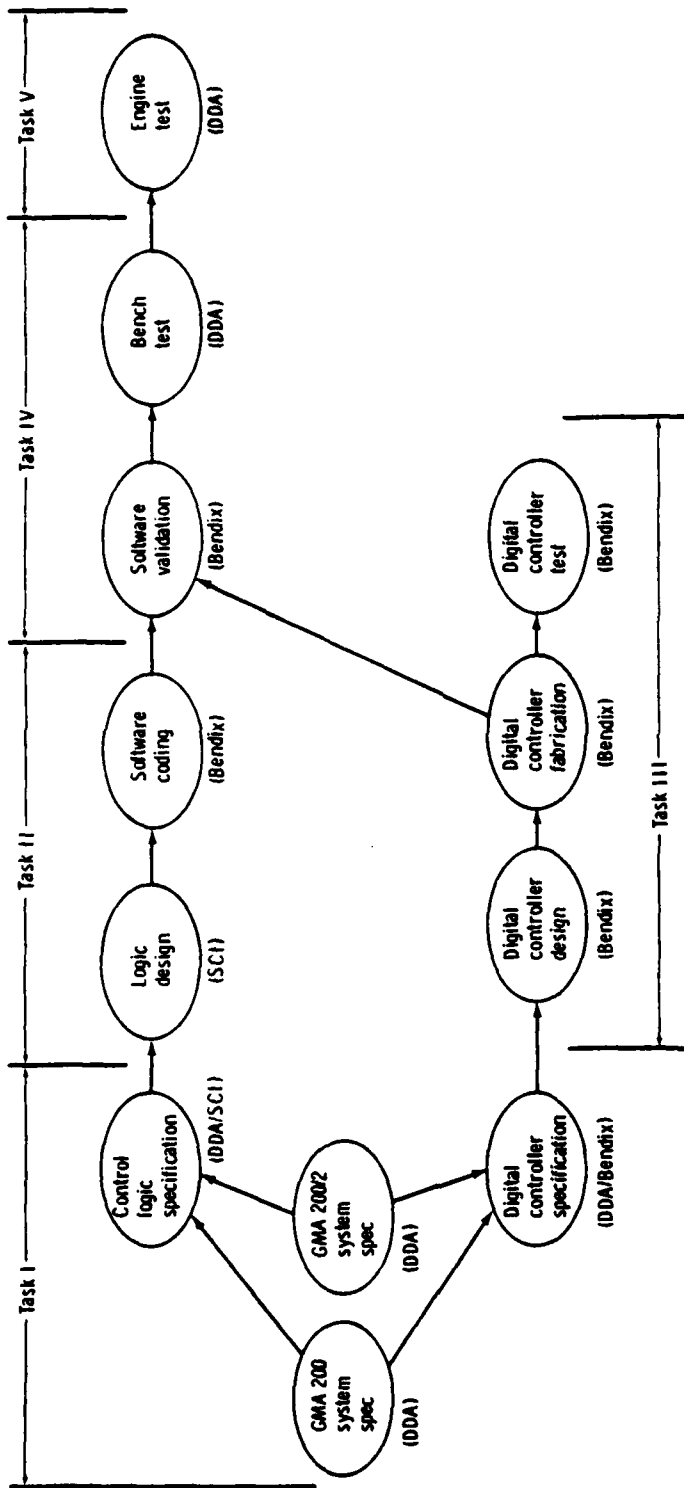 Task I
Task II
Task IV
Task V
Control
logic
specification
(DDA/SCI)
Logic
design
(SCI)
Software
coding
(Bendix)
Software
validation
(Bendix)
Bench
test
(DDA)
Engine
test
(DDA)
GMA 200
system
spec
(DDA)
GMA 200/2
system
spec
(DDA)
Digital
controller
specification
(DDA/Bendix)
Digital
controller
design
(Bendix)
Digital
controller
fabrication
(Bendix)
Digital
controller
test
(Bendix)
Task III